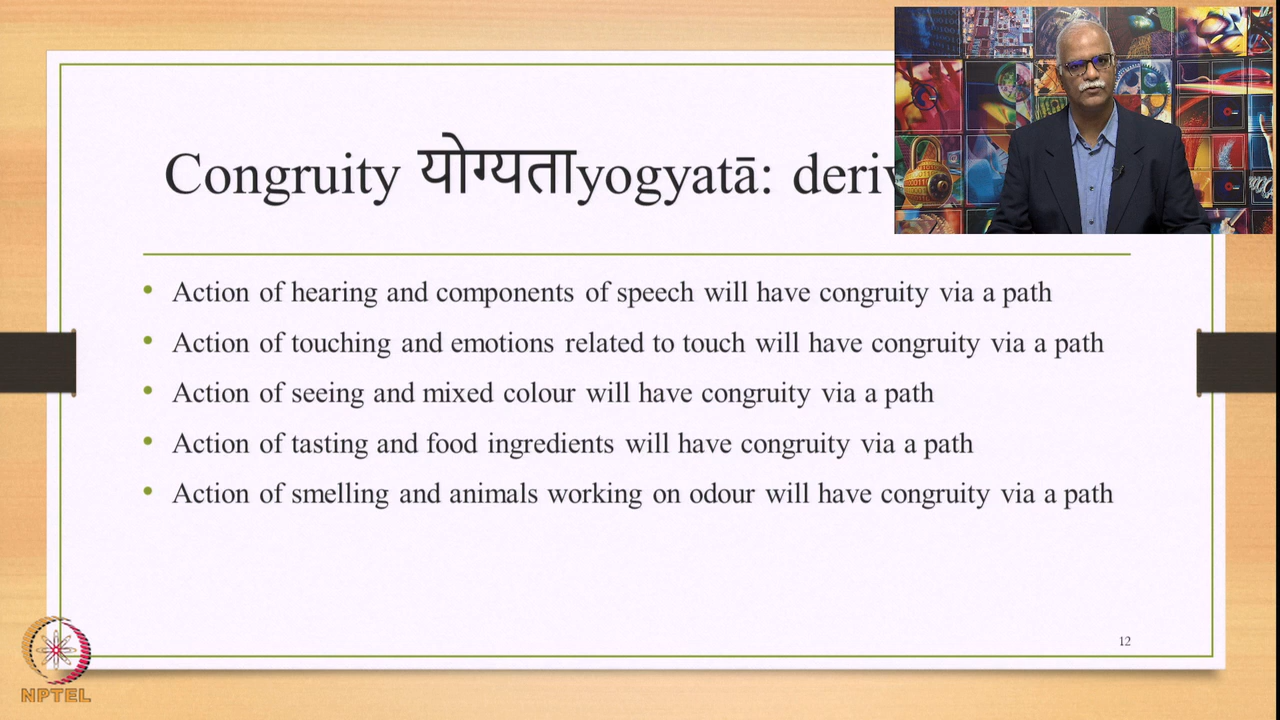 Congruity योग्यताyogyatā:
• Action of hearing and components of speech will have congruity via a path
• Action of touching and emotions related to touch will have congruity via a path
• Action of seeing and mixed colour will have congruity via a path
• Action of tasting and food ingredients will have congruity via a path
• Action of smelling and animals working on odour will have congruity via a path
12
NPTEL